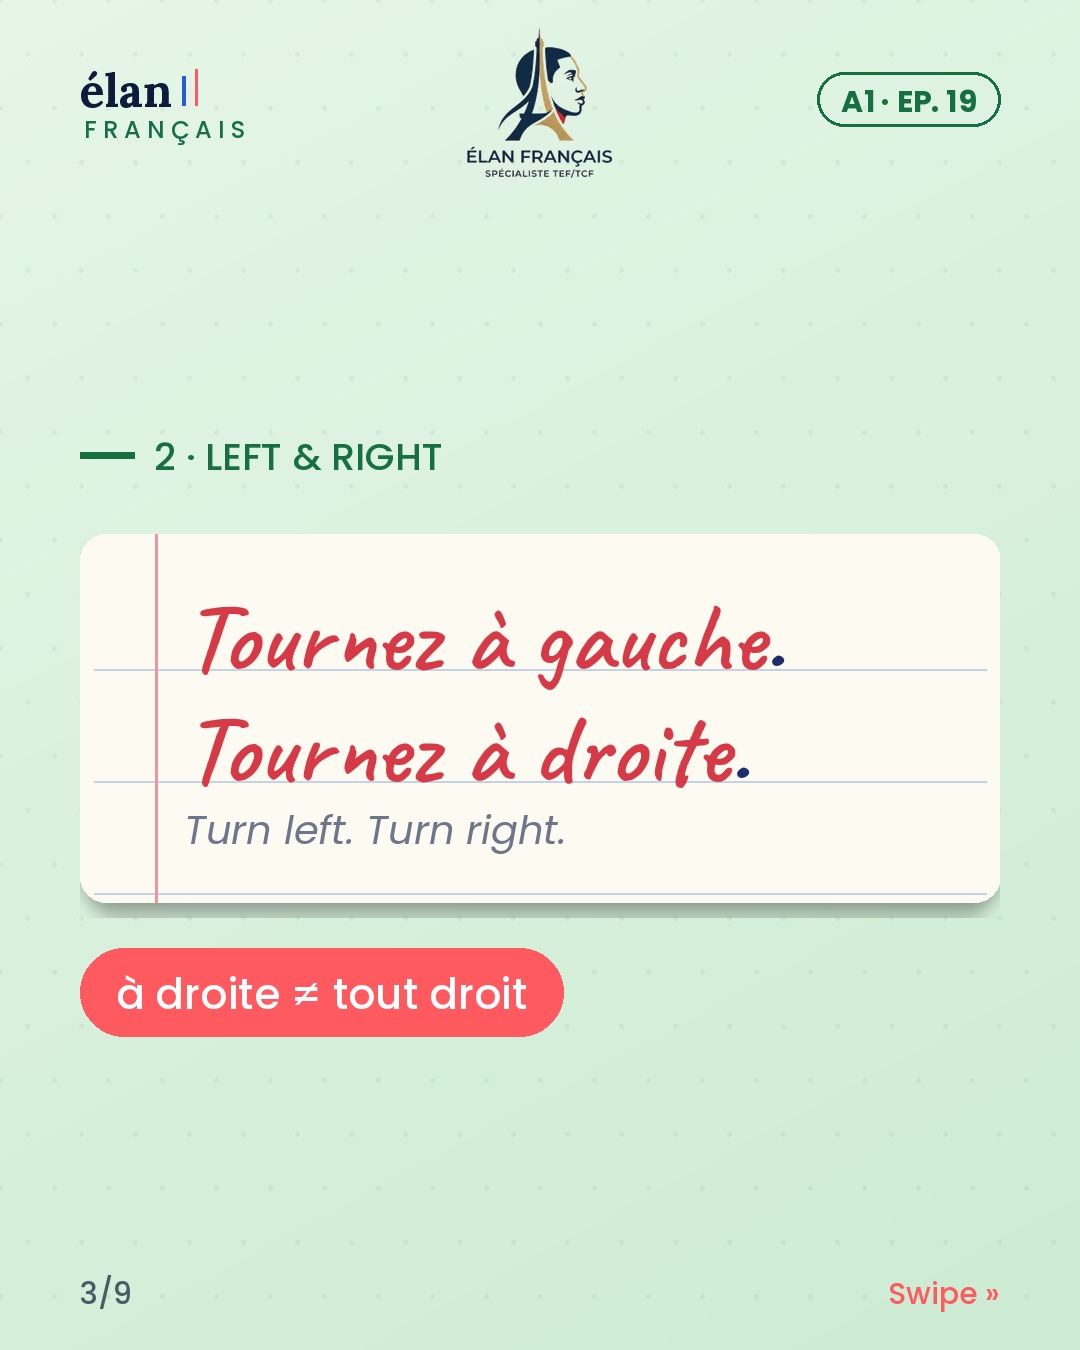 élan
FRANÇAIS
ÉLAN FRANÇAIS
SPÉCIALISTE TEF/TCF
A1 · EP. 19
2 · LEFT & RIGHT
Tournez à gauche.
Tournez à droite.
Turn left. Turn right.
à droite ≠ tout droit
3/9
Swipe »